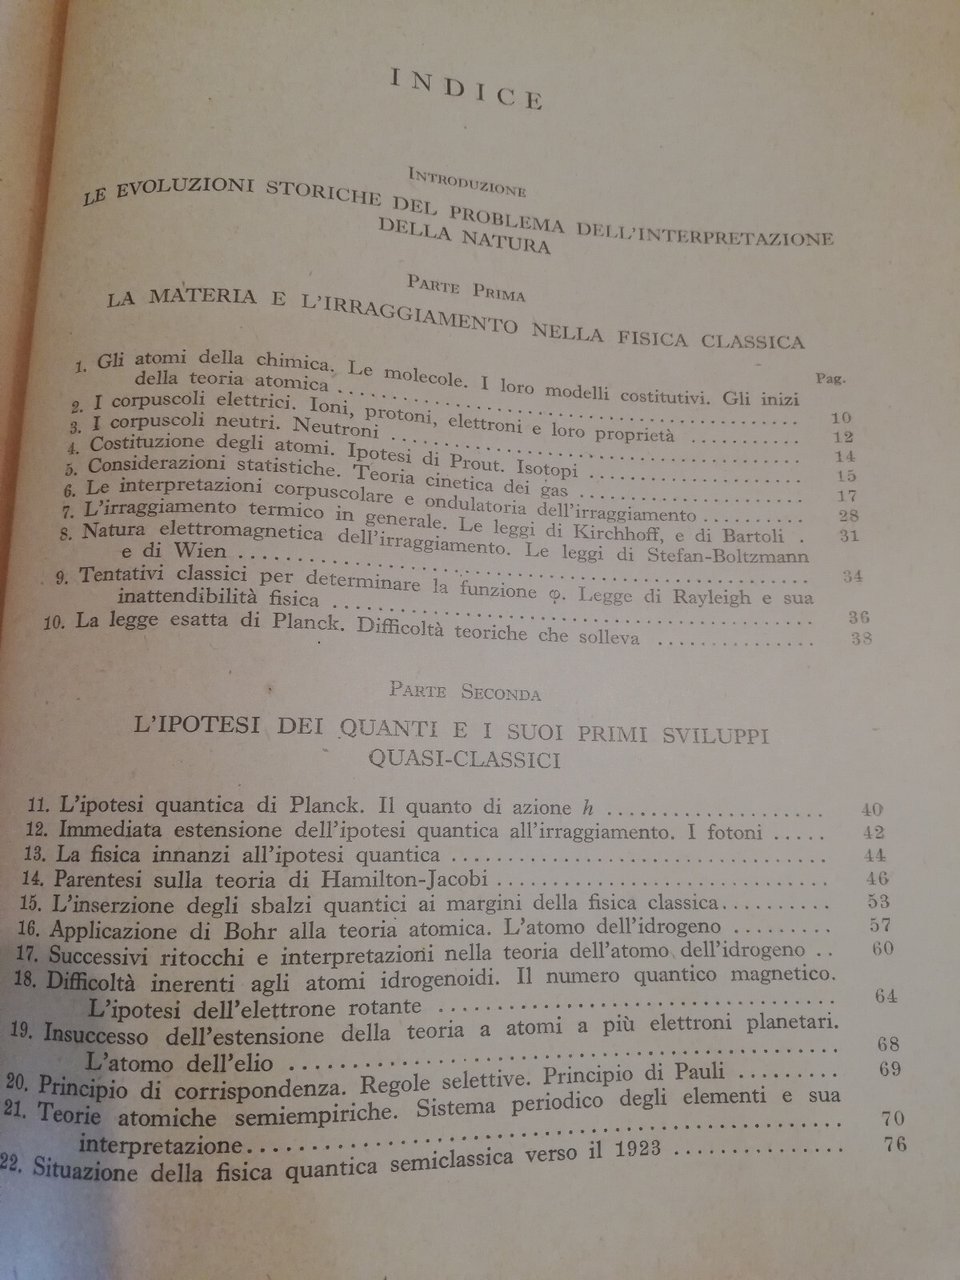 INDICE
Introduzione
LE EVOLUZIONI STORICHE DEL PROBLEMA DELL'INTERPRETAZIONE
DELLA NATURA
Parte Prima
LA MATERIA E L'IRRAGGIAMENTO NELLA FISICA CLASSICA
Pag.
1. Gli atomi della chimica. Le molecole. I loro modelli costitutivi. Gli inizi
della teoria atomica . . . . . . . . . . . . . . . . . . . . . . . . . . . . 10
2. I corpuscoli elettrici. Ioni, protoni, elettroni e loro proprietà . . . . . . . . . . 12
3. I corpuscoli neutri. Neutroni . . . . . . . . . . . . . . . . . . . . . . . . 14
4. Costituzione degli atomi. Ipotesi di Prout. Isotopi . . . . . . . . . . . . . . . . 15
5. Considerazioni statistiche. Teoria cinetica dei gas . . . . . . . . . . . . . . . . 17
6. Le interpretazioni corpuscolare e ondulatoria dell'irraggiamento . . . . . . . . . 28
7. L'irraggiamento termico in generale. Le leggi di Kirchhoff, e di Bartoli . 31
8. Natura elettromagnetica dell'irraggiamento. Le leggi di Stefan-Boltzmann
e di Wien . . . . . . . . . . . . . . . . . . . . . . . . . . . . . . . . 34
9. Tentativi classici per determinare la funzione φ. Legge di Rayleigh e sua
inattendibilità fisica . . . . . . . . . . . . . . . . . . . . . . . . . . . . 36
10. La legge esatta di Planck. Difficoltà teoriche che solleva . . . . . . . . . . . . 38
Parte Seconda
L'IPOTESI DEI QUANTI E I SUOI PRIMI SVILUPPI
QUASI-CLASSICI
11. L'ipotesi quantica di Planck. Il quanto di azione h . . . . . . . . . . . . . . . . 40
12. Immediata estensione dell'ipotesi quantica all'irraggiamento. I fotoni . . . . . 42
13. La fisica innanzi all'ipotesi quantica . . . . . . . . . . . . . . . . . . . . . . 44
14. Parentesi sulla teoria di Hamilton-Jacobi . . . . . . . . . . . . . . . . . . . . 46
15. L'inserzione degli sbalzi quantici ai margini della fisica classica. . . . . . . . . 53
16. Applicazione di Bohr alla teoria atomica. L'atomo dell'idrogeno . . . . . . . . . 57
17. Successivi ritocchi e interpretazioni nella teoria dell'atomo dell'idrogeno . . 60
18. Difficoltà inerenti agli atomi idrogenoidi. Il numero quantico magnetico.
L'ipotesi dell'elettrone rotante . . . . . . . . . . . . . . . . . . . . . . . . 64
19. Insuccesso dell'estensione della teoria a atomi a più elettroni planetari.
L'atomo dell'elio . . . . . . . . . . . . . . . . . . . . . . . . . . . . . . 68
20. Principio di corrispondenza. Regole selettive. Principio di Pauli . . . . . . . . . 69
21. Teorie atomiche semiempiriche. Sistema periodico degli elementi e sua
interpretazione. . . . . . . . . . . . . . . . . . . . . . . . . . . . . . . . 70
22. Situazione della fisica quantica semiclassica verso il 1923 . . . . . . . . . . . . 76